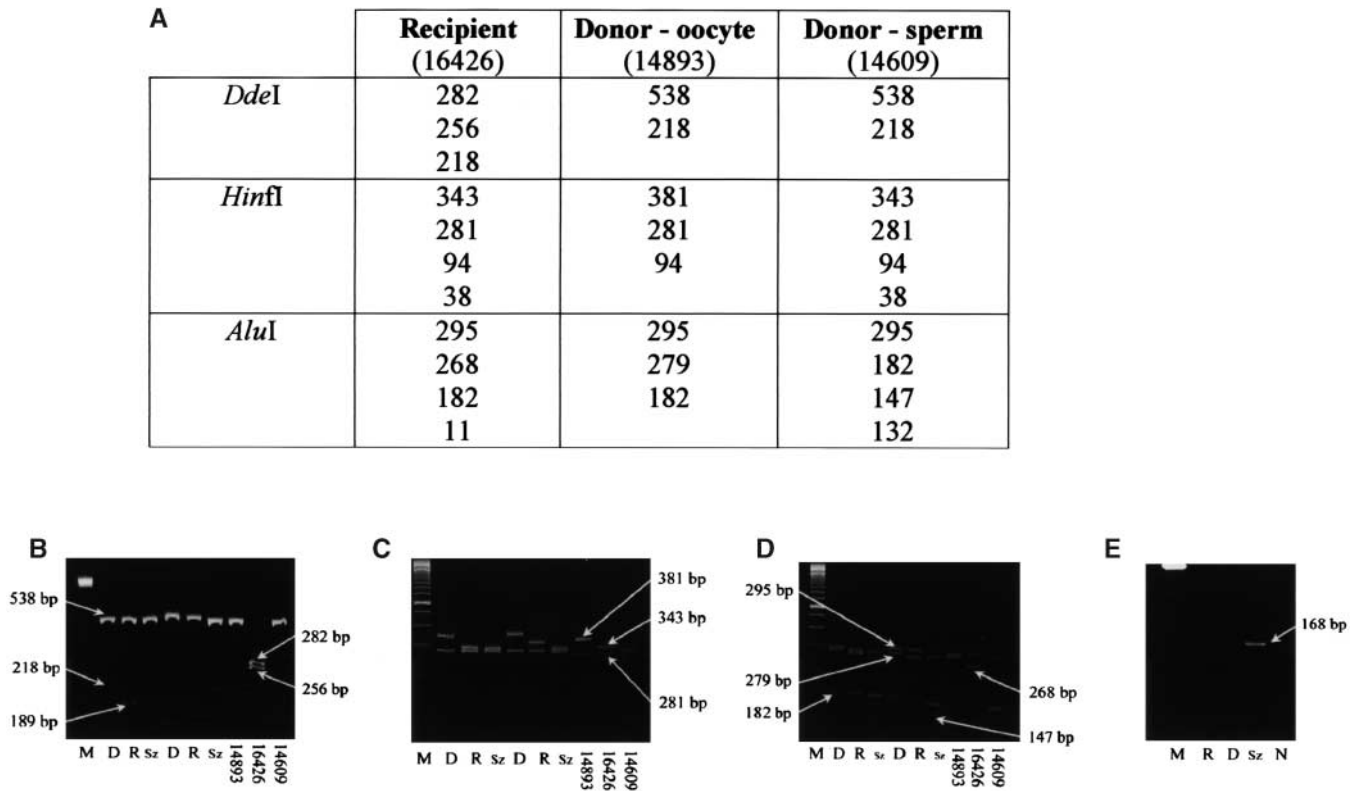 A
Recipient (16426) Donor - oocyte (14893) Donor - sperm (14609)
DdeI 282 538 538
256 218 218
218
HinfI 343 381 343
281 281 281
94 94 94
38 38
AluI 295 295 295
268 279 182
182 182 147
11 132
B
538 bp
282 bp
218 bp
256 bp
189 bp
M D R Sz D R Sz 14893 16426 14609
C
381 bp
343 bp
281 bp
M D R Sz D R Sz 14893 16426 14609
D
295 bp
279 bp
268 bp
182 bp
147 bp
M D R Sz D R Sz 14893 16426 14609
E
168 bp
M R D Sz N